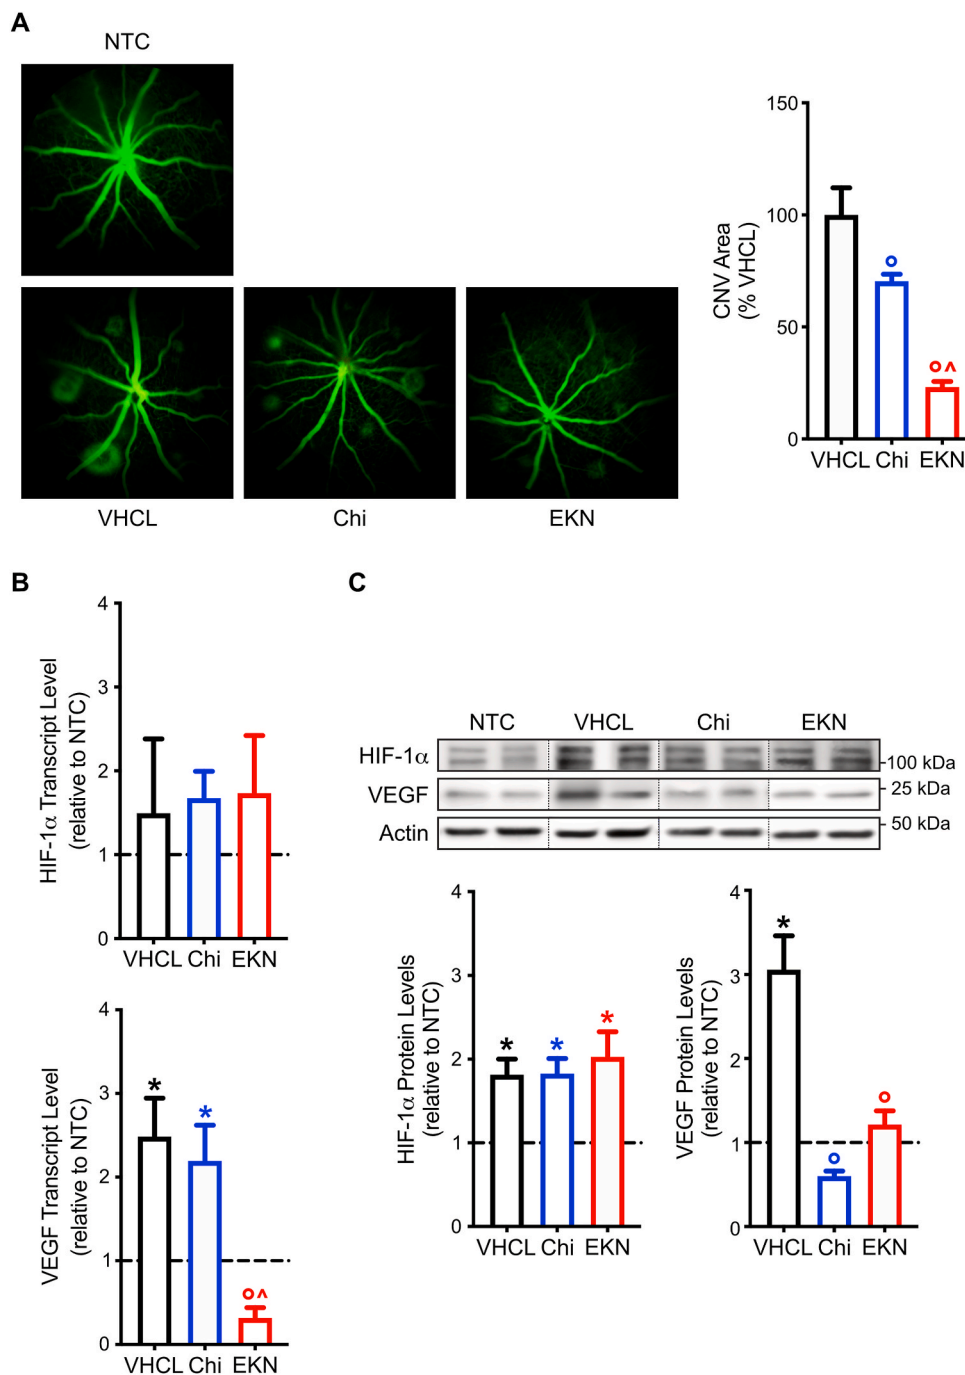 A
NTC
VHCL
Chi
EKN
CNV Area
(% VHCL)
150
100
50
0
VHCL Chi EKN
B
HIF-1α Transcript Level
(relative to NTC)
4
3
2
1
0
VHCL Chi EKN
*
*
VEGF Transcript Level
(relative to NTC)
4
3
2
1
0
VHCL Chi EKN
C
NTC VHCL Chi EKN
HIF-1α
100 kDa
VEGF
25 kDa
Actin
50 kDa
HIF-1α Protein Levels
(relative to NTC)
4
3
2
1
0
* * *
VHCL Chi EKN
VEGF Protein Levels
(relative to NTC)
4
3
2
1
0
*
VHCL Chi EKN